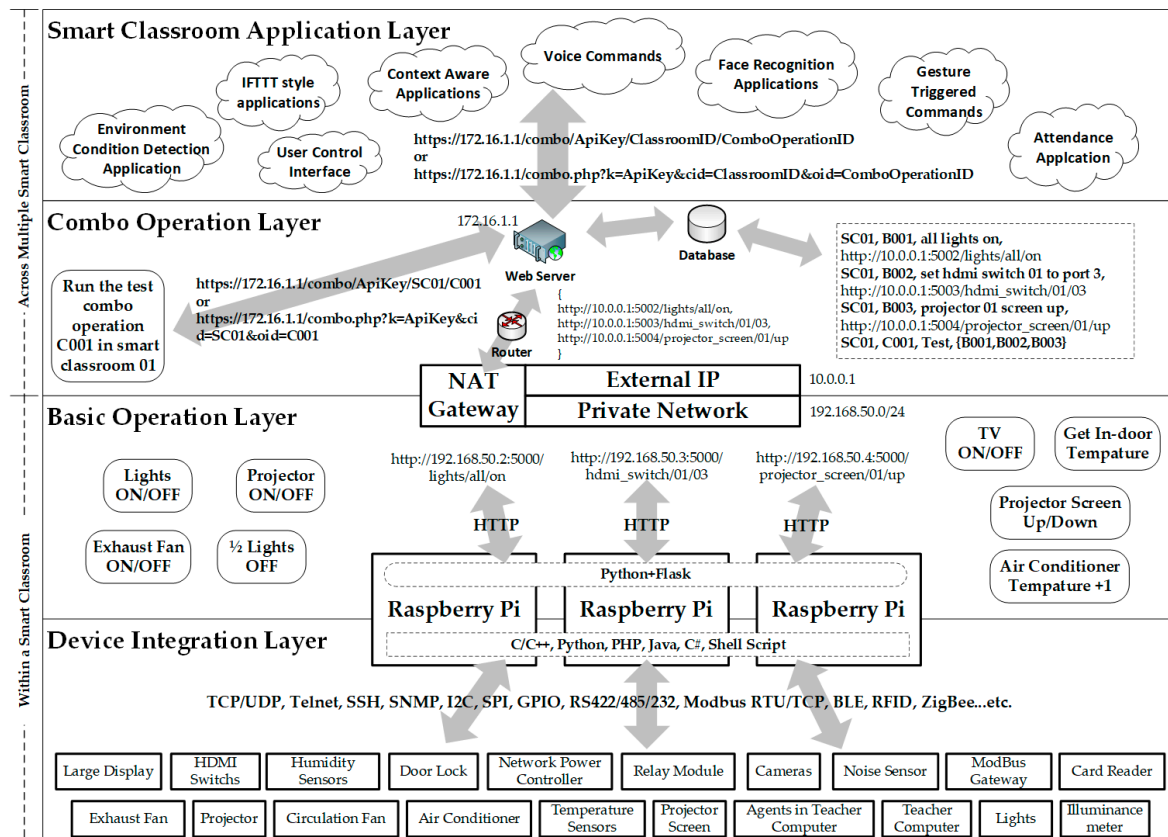 Smart Classroom Application Layer
Voice Commands
IFTTT style
applications
Context Aware
Applications
Face Recognition
Applications
Gesture
Triggered
Commands
Environment
Condition Detection
Application
User Control
Interface
Attendance
Applcation
https://172.16.1.1/combo/ApiKey/ClassroomID/ComboOperationID
or
https://172.16.1.1/combo.php?k=ApiKey&cid=ClassroomID&oid=ComboOperationID
Across Multiple Smart Classroom
Combo Operation Layer
172.16.1.1
Web Server
Database
Run the test
combo
operation
C001 in smart
classroom 01
https://172.16.1.1/combo/ApiKey/SC01/C001
or
https://172.16.1.1/combo.php?k=ApiKey&ci
d=SC01&oid=C001
Router
{
http://10.0.0.1:5002/lights/all/on,
http://10.0.0.1:5003/hdmi_switch/01/03,
http://10.0.0.1:5004/projector_screen/01/up
}
SC01, B001, all lights on,
http://10.0.0.1:5002/lights/all/on
SC01, B002, set hdmi switch 01 to port 3,
http://10.0.0.1:5003/hdmi_switch/01/03
SC01, B003, projector 01 screen up,
http://10.0.0.1:5004/projector_screen/01/up
SC01, C001, Test, {B001,B002,B003}
NAT
Gateway
External IP
10.0.0.1
Private Network
192.168.50.0/24
Within a Smart Classroom
Basic Operation Layer
Lights
ON/OFF
Projector
ON/OFF
Exhaust Fan
ON/OFF
½ Lights
OFF
http://192.168.50.2:5000/
lights/all/on
http://192.168.50.3:5000/
hdmi_switch/01/03
http://192.168.50.4:5000/
projector_screen/01/up
HTTP
HTTP
HTTP
TV
ON/OFF
Get In-door
Tempature
Projector Screen
Up/Down
Air Conditioner
Tempature +1
Python+Flask
Raspberry Pi
Raspberry Pi
Raspberry Pi
Device Integration Layer
C/C++, Python, PHP, Java, C#, Shell Script
TCP/UDP, Telnet, SSH, SNMP, I2C, SPI, GPIO, RS422/485/232, Modbus RTU/TCP, BLE, RFID, ZigBee...etc.
Large Display
HDMI
Switchs
Humidity
Sensors
Door Lock
Network Power
Controller
Relay Module
Cameras
Noise Sensor
ModBus
Gateway
Card Reader
Exhaust Fan
Projector
Circulation Fan
Air Conditioner
Temperature
Sensors
Projector
Screen
Agents in Teacher
Computer
Teacher
Computer
Lights
Illuminance
meter